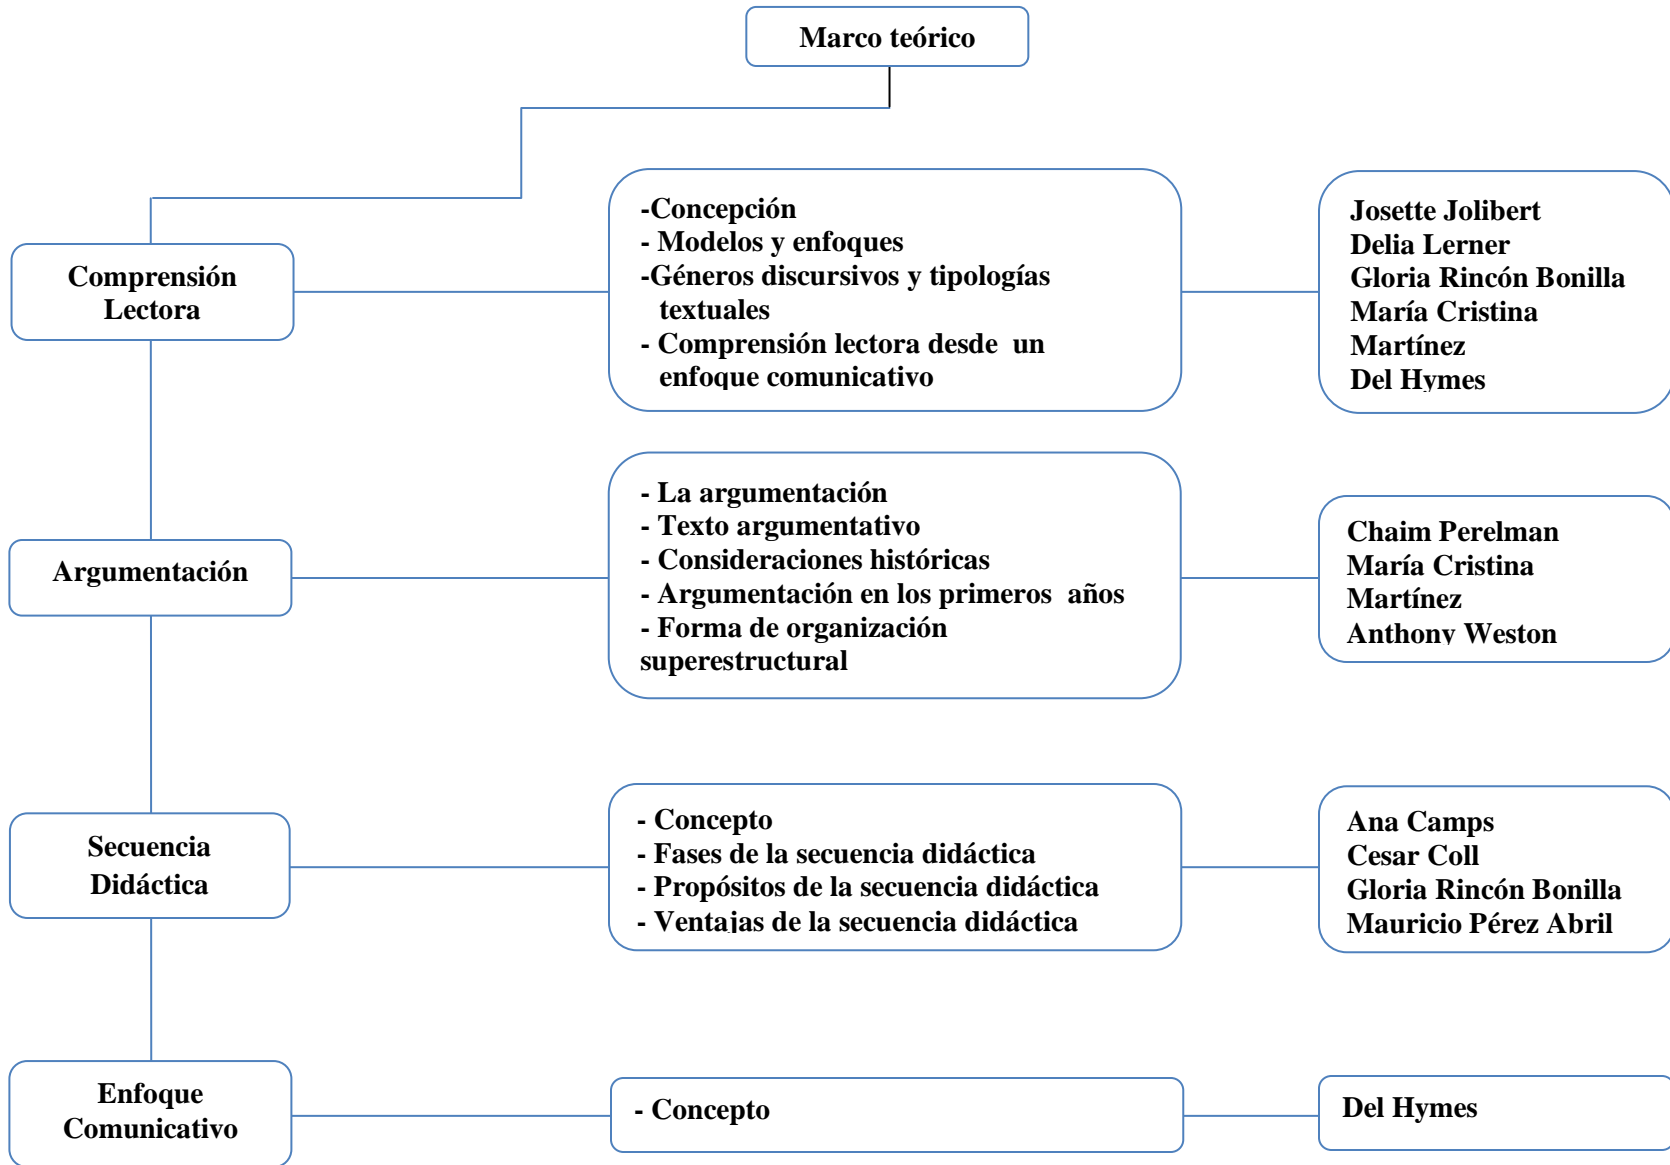 Marco teórico
Comprensión
Lectora
-Concepción
- Modelos y enfoques
-Géneros discursivos y tipologías
textuales
- Comprensión lectora desde un
enfoque comunicativo
Josette Jolibert
Delia Lerner
Gloria Rincón Bonilla
María Cristina
Martínez
Del Hymes
Argumentación
- La argumentación
- Texto argumentativo
- Consideraciones históricas
- Argumentación en los primeros años
- Forma de organización
superestructural
Chaim Perelman
María Cristina
Martínez
Anthony Weston
Secuencia
Didáctica
- Concepto
- Fases de la secuencia didáctica
- Propósitos de la secuencia didáctica
- Ventajas de la secuencia didáctica
Ana Camps
Cesar Coll
Gloria Rincón Bonilla
Mauricio Pérez Abril
Enfoque
Comunicativo
- Concepto
Del Hymes